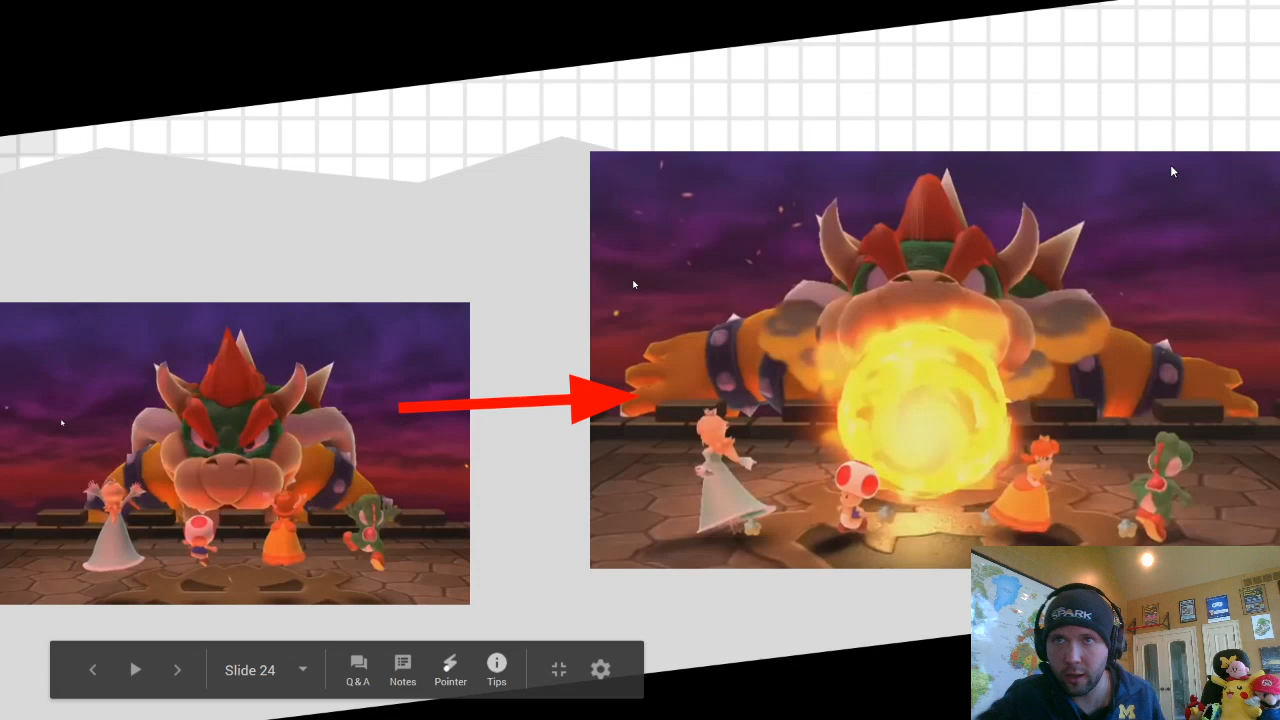 Slide 24
Q & A
Notes
Pointer
Tips
SPARK
M